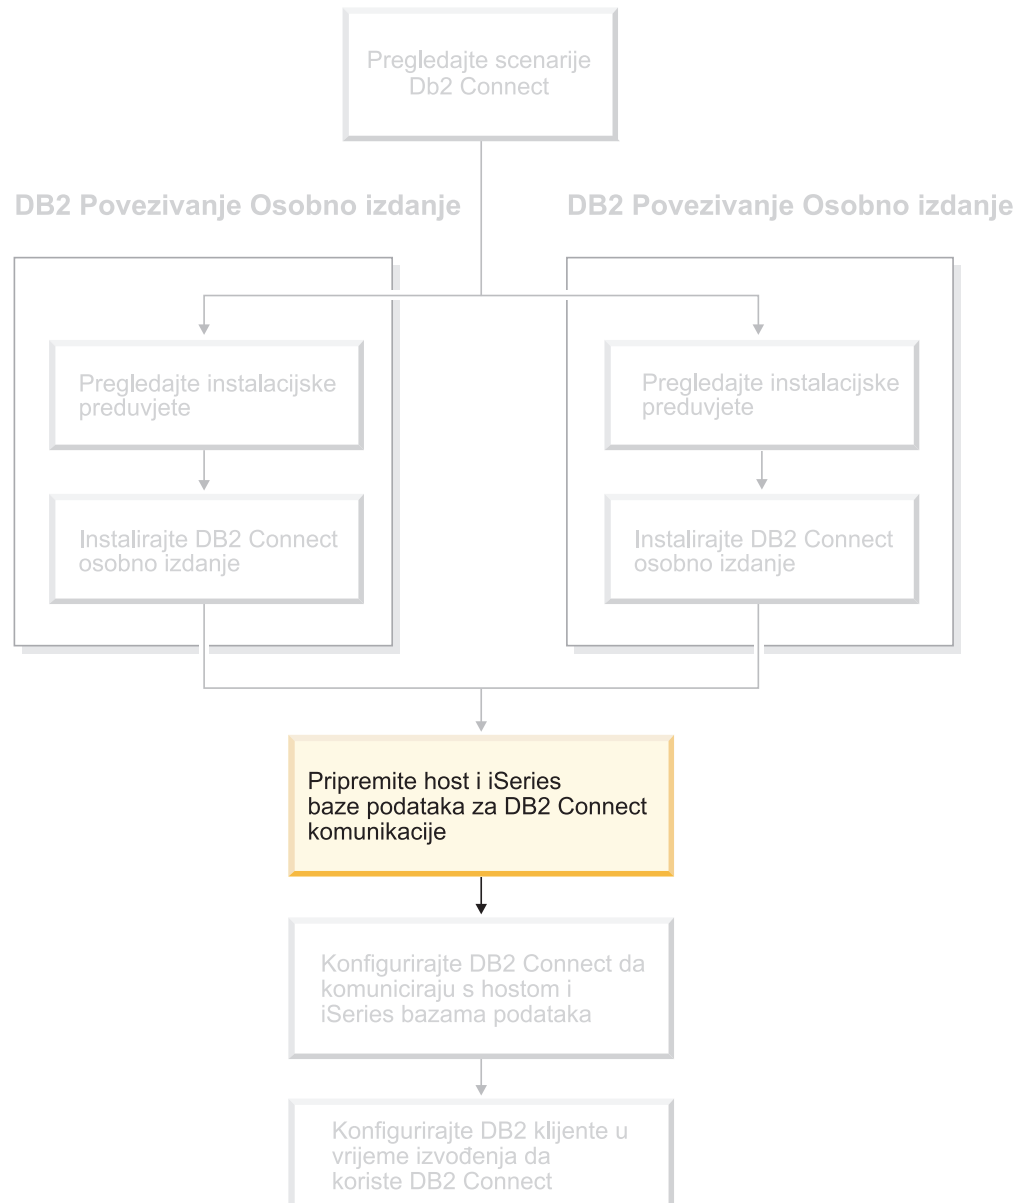 Pregledajte scenarije
Db2 Connect
DB2 Povezivanje Osobno izdanje
DB2 Povezivanje Osobno izdanje
Pregledajte instalacijske
preduvjete
Pregledajte instalacijske
preduvjete
Instalirajte DB2 Connect
osobno izdanje
Instalirajte DB2 Connect
osobno izdanje
Pripremite host i iSeries
baze podataka za DB2 Connect
komunikacije
Konfigurirajte DB2 Connect da
komuniciraju s hostom i
iSeries bazama podataka
Konfigurirajte DB2 klijente u
vrijeme izvođenja da
koriste DB2 Connect